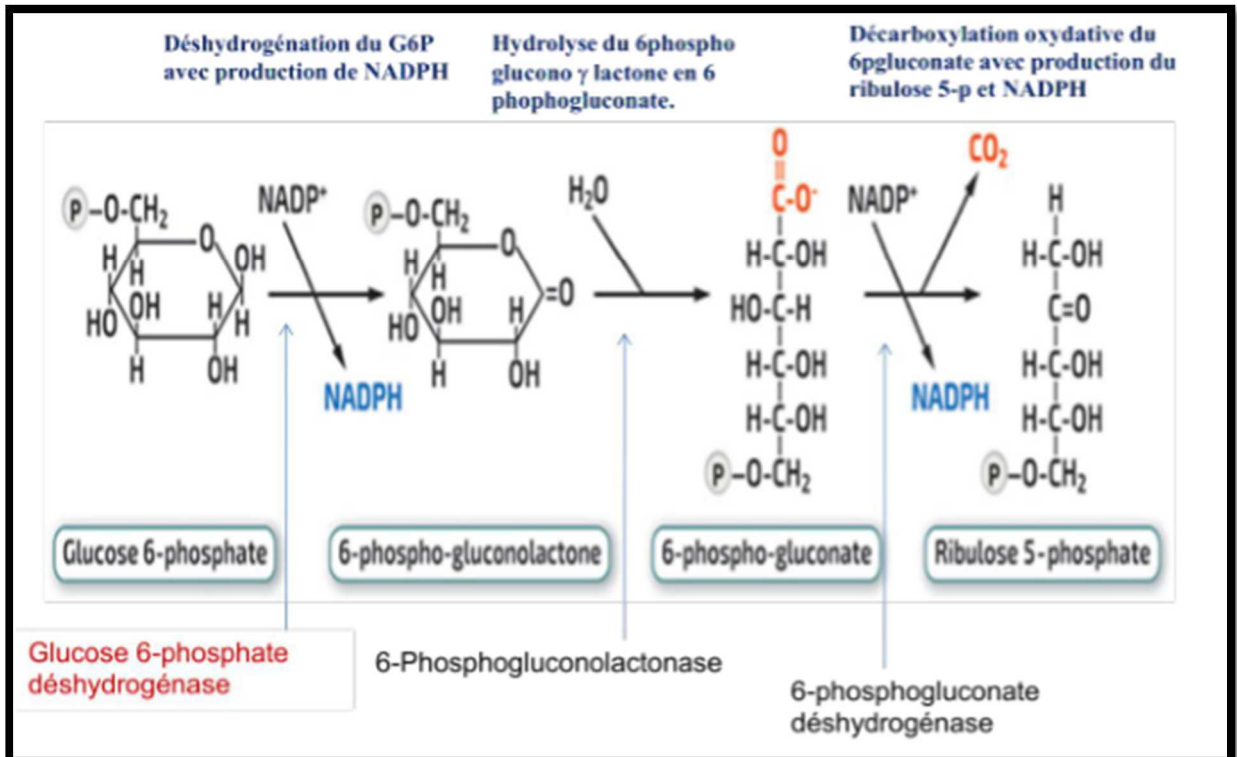 Déshydrogénation du G6P
avec production de NADPH
Hydrolyse du 6phospho
glucono γ lactone en 6
phophogluconate.
Décarboxylation oxydative du
6pgluconate avec production du
ribulose 5-p et NADPH
P-O-CH₂
O
H
H
OH
HO
OH
H
H
H
OH
NADP⁺
NADPH
P-O-CH₂
O
H
H
=O
HO
OH
H
H
OH
H₂O
O
C-O⁻
H-C-OH
HO-C-H
H-C-OH
H-C-OH
P-O-CH₂
NADP⁺
CO₂
NADPH
H
H-C-OH
C=O
H-C-OH
H-C-OH
P-O-CH₂
Glucose 6-phosphate
6-phospho-gluconolactone
6-phospho-gluconate
Ribulose 5-phosphate
Glucose 6-phosphate
déshydrogénase
6-Phosphogluconolactonase
6-phosphogluconate
déshydrogénase